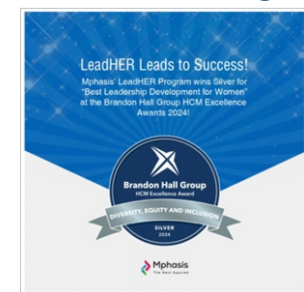 LeadHER Leads to Success!
Mphasis' LeadHER Program wins Silver for
"Best Leadership Development for Women"
at the Brandon Hall Group HCM Excellence
Awards 2024!
Brandon Hall Group
HCM Excellence Award
DIVERSITY, EQUITY AND INCLUSION
SILVER
2024
Mphasis
The Next Applied